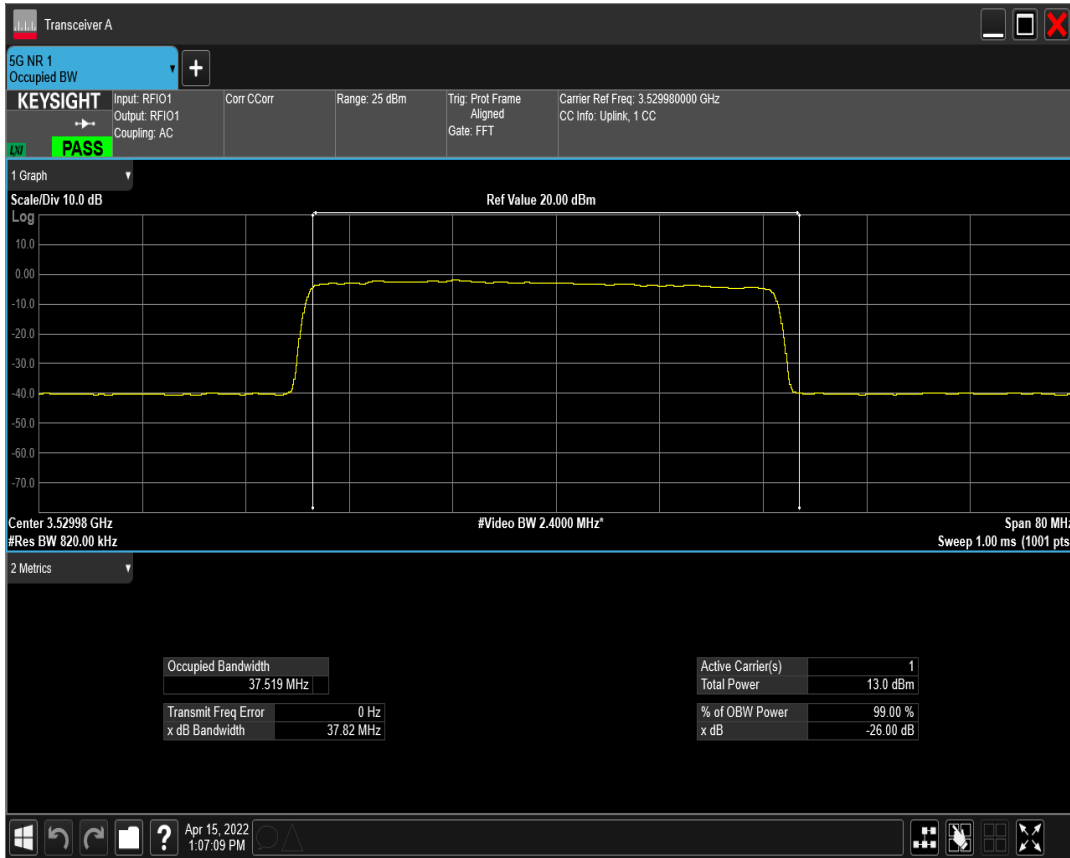 Transceiver A
5G NR 1
Occupied BW
KEYSIGHT
LXI
PASS
Input: RFIO1
Output: RFIO1
Coupling: AC
Corr CCorr
Range: 25 dBm
Trig: Prot Frame
Aligned
Gate: FFT
Carrier Ref Freq: 3.529980000 GHz
CC Info: Uplink, 1 CC
1 Graph
Scale/Div 10.0 dB
Ref Value 20.00 dBm
Log
10.0
0.00
-10.0
-20.0
-30.0
-40.0
-50.0
-60.0
-70.0
Center 3.52998 GHz
#Video BW 2.4000 MHz*
Span 80 MHz
#Res BW 820.00 kHz
Sweep 1.00 ms (1001 pts
2 Metrics
Occupied Bandwidth
37.519 MHz
Transmit Freq Error 0 Hz
x dB Bandwidth 37.82 MHz
Active Carrier(s) 1
Total Power 13.0 dBm
% of OBW Power 99.00 %
x dB -26.00 dB
?
Apr 15, 2022
1:07:09 PM